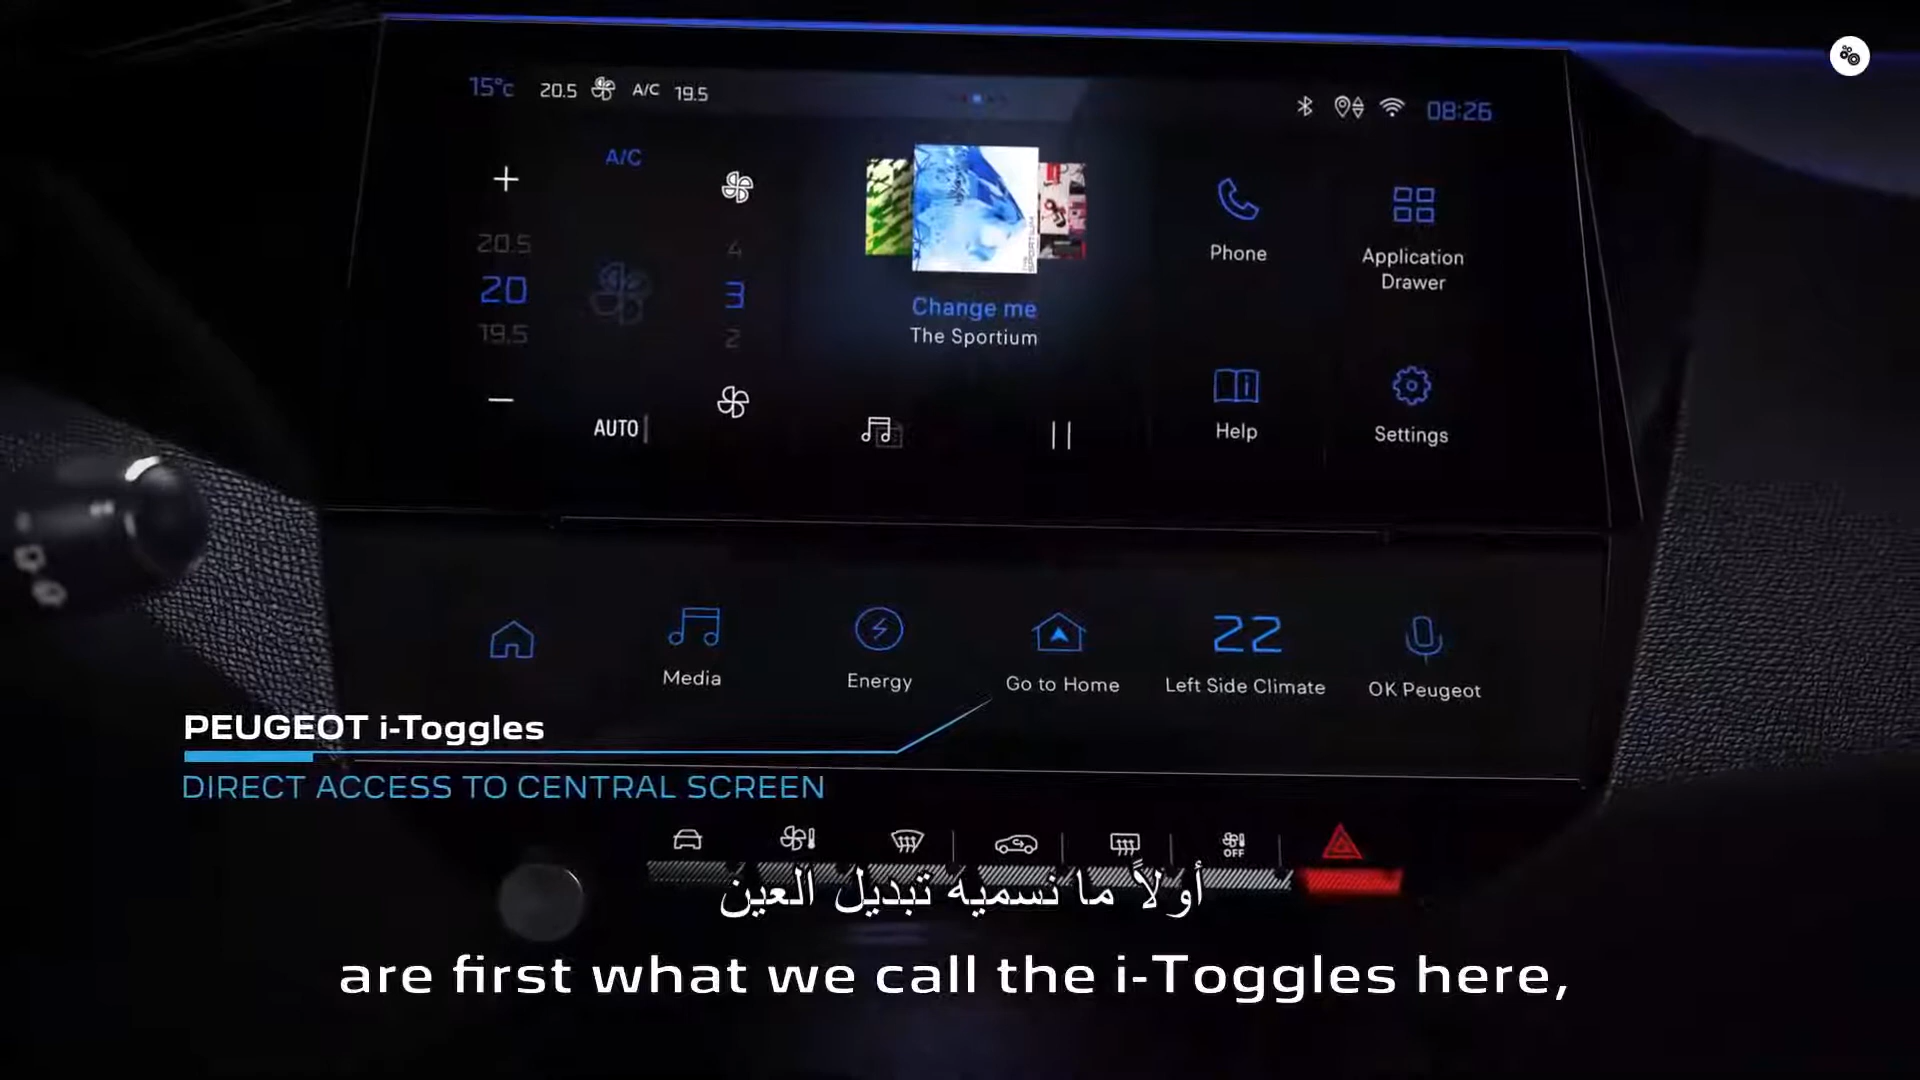 15°c 20.5 A/C 19.5
08:26
A/C
20.5
20
19.5
AUTO
4
3
2
Change me
The Sportium
Phone
Application
Drawer
Help
Settings
Media
Energy
Go to Home
22
Left Side Climate
OK Peugeot
PEUGEOT i-Toggles
DIRECT ACCESS TO CENTRAL SCREEN
OFF
أولاً ما نسميه تبديل العين
are first what we call the i-Toggles here,